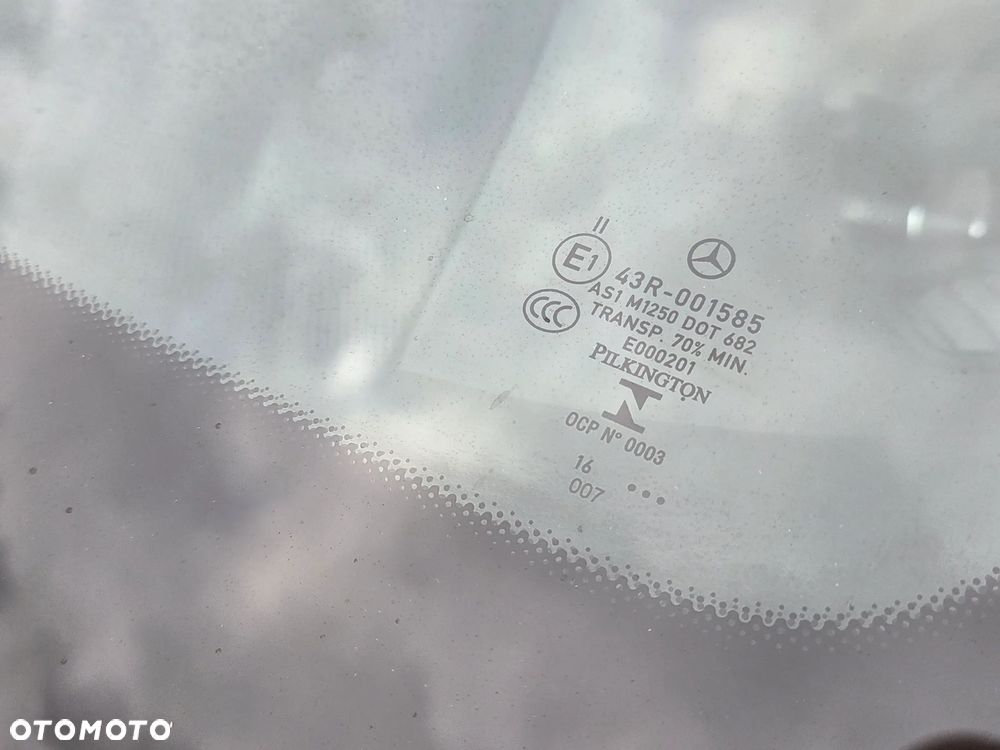 II
E1
43R-001585
CCC
AS1 M1250 DOT 682
TRANSP. 70% MIN.
E000201
PILKINGTON
N
OCP N° 0003
16
007
OTOMOTO